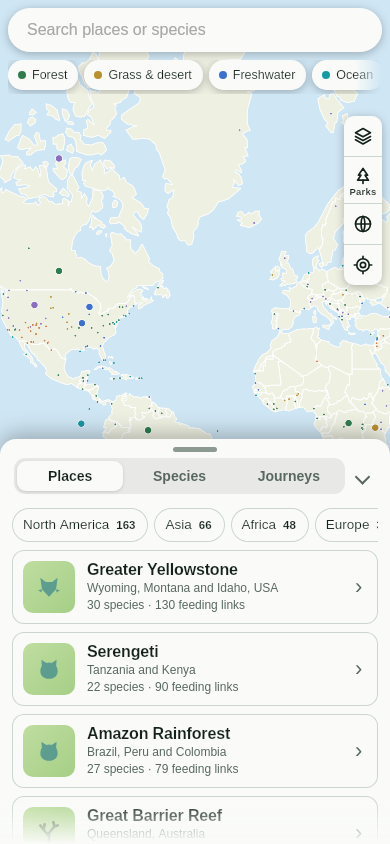 Search places or species
Forest
Grass & desert
Freshwater
Ocean
Parks
Places
Species
Journeys
North America 163
Asia 66
Africa 48
Europe
Greater Yellowstone
Wyoming, Montana and Idaho, USA
30 species · 130 feeding links
Serengeti
Tanzania and Kenya
22 species · 90 feeding links
Amazon Rainforest
Brazil, Peru and Colombia
27 species · 79 feeding links
Great Barrier Reef
Queensland, Australia